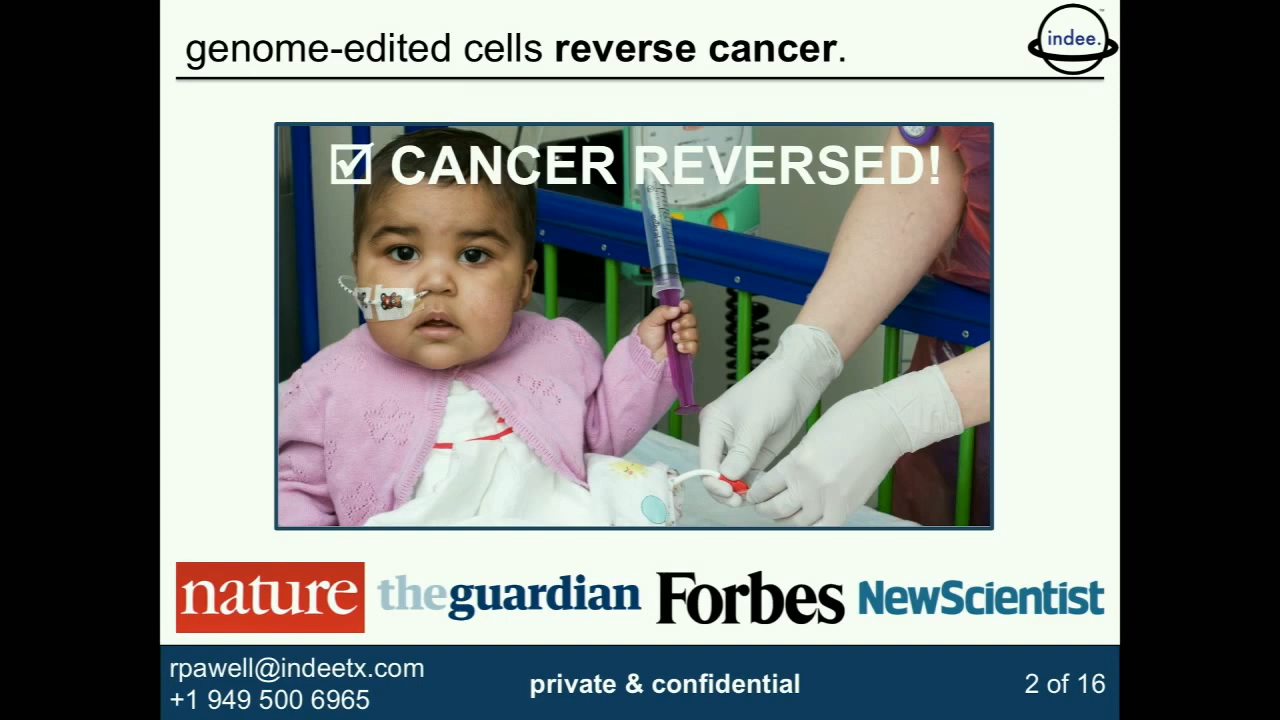 genome-edited cells reverse cancer.
indee.
™
☑ CANCER REVERSED!
nature
theguardian
Forbes
NewScientist
rpawell@indeetx.com
+1 949 500 6965
private & confidential
2 of 16